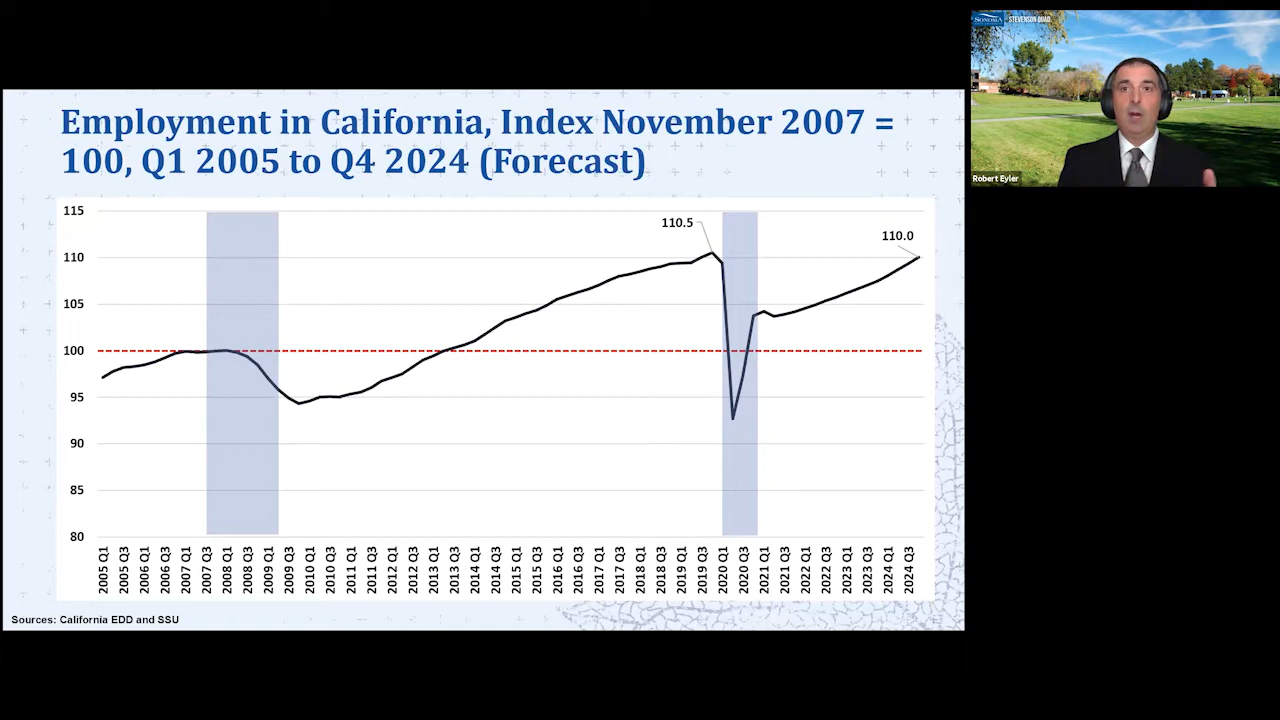 Employment in California, Index November 2007 =
100, Q1 2005 to Q4 2024 (Forecast)
115
110
105
100
95
90
85
80
110.5
110.0
2005 Q1
2005 Q3
2006 Q1
2006 Q3
2007 Q1
2007 Q3
2008 Q1
2008 Q3
2009 Q1
2009 Q3
2010 Q1
2010 Q3
2011 Q1
2011 Q3
2012 Q1
2012 Q3
2013 Q1
2013 Q3
2014 Q1
2014 Q3
2015 Q1
2015 Q3
2016 Q1
2016 Q3
2017 Q1
2017 Q3
2018 Q1
2018 Q3
2019 Q1
2019 Q3
2020 Q1
2020 Q3
2021 Q1
2021 Q3
2022 Q1
2022 Q3
2023 Q1
2023 Q3
2024 Q1
2024 Q3
Sources: California EDD and SSU
SONOMA
STEVENSON QUAD
Robert Eyler